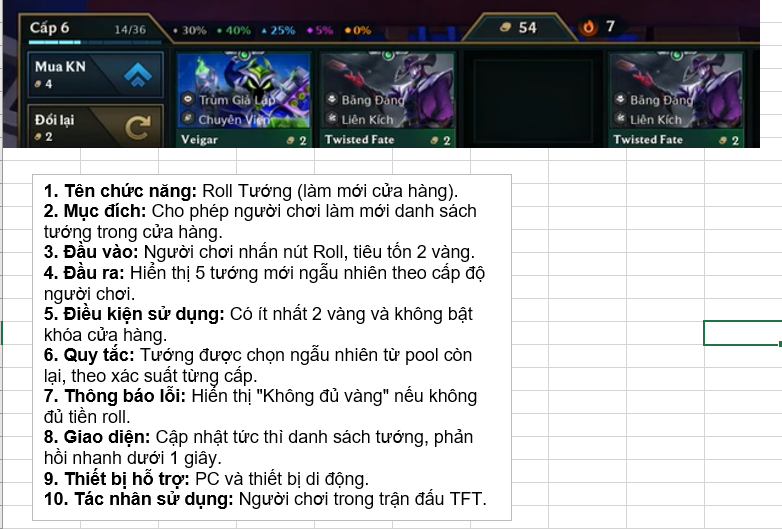 Cấp 6 14/36 30% 40% 25% 5% 0% 54 7
Mua KN
4
Đổi lại
2
Trùm Giả Lập
Chuyên Viên
Veigar 2
Băng Đảng
Liên Kích
Twisted Fate 2
Băng Đảng
Liên Kích
Twisted Fate 2
1. Tên chức năng: Roll Tướng (làm mới cửa hàng).
2. Mục đích: Cho phép người chơi làm mới danh sách
tướng trong cửa hàng.
3. Đầu vào: Người chơi nhấn nút Roll, tiêu tốn 2 vàng.
4. Đầu ra: Hiển thị 5 tướng mới ngẫu nhiên theo cấp độ
người chơi.
5. Điều kiện sử dụng: Có ít nhất 2 vàng và không bật
khóa cửa hàng.
6. Quy tắc: Tướng được chọn ngẫu nhiên từ pool còn
lại, theo xác suất từng cấp.
7. Thông báo lỗi: Hiển thị "Không đủ vàng" nếu không
đủ tiền roll.
8. Giao diện: Cập nhật tức thì danh sách tướng, phản
hồi nhanh dưới 1 giây.
9. Thiết bị hỗ trợ: PC và thiết bị di động.
10. Tác nhân sử dụng: Người chơi trong trận đấu TFT.